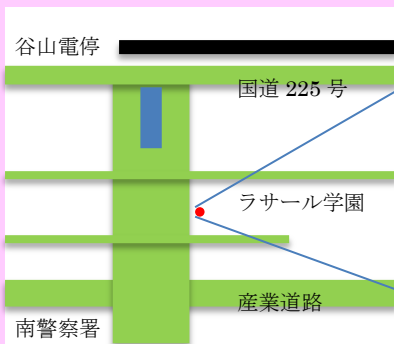 谷山電停
国道 225 号
ラサール学園
産業道路
南警察署